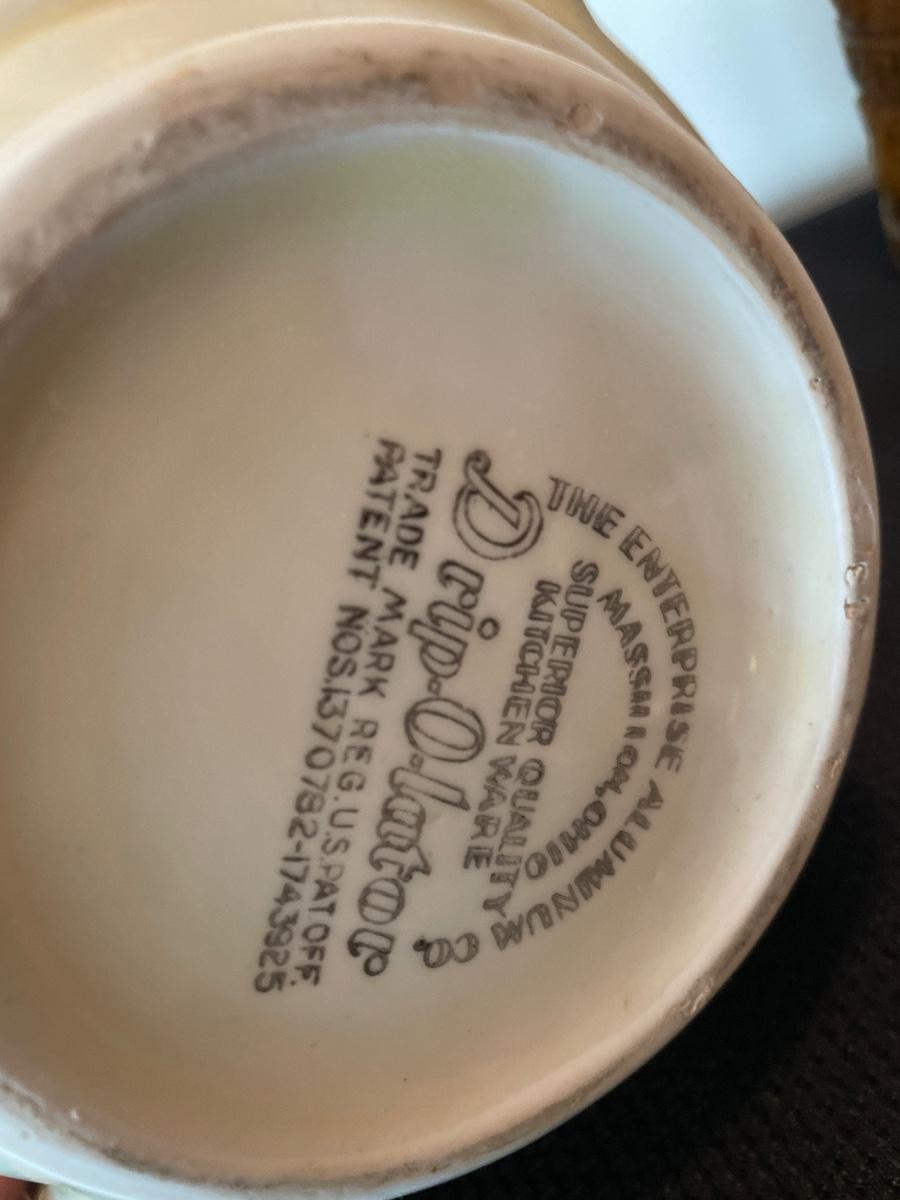 THE ENTERPRISE ALUMINUM CO.
MASSILLON, OHIO
SUPERIOR QUALITY
KITCHEN WARE
Drip-O-lator
TRADE MARK REG. U.S. PAT. OFF.
PATENT NOS. 1370782-1743925